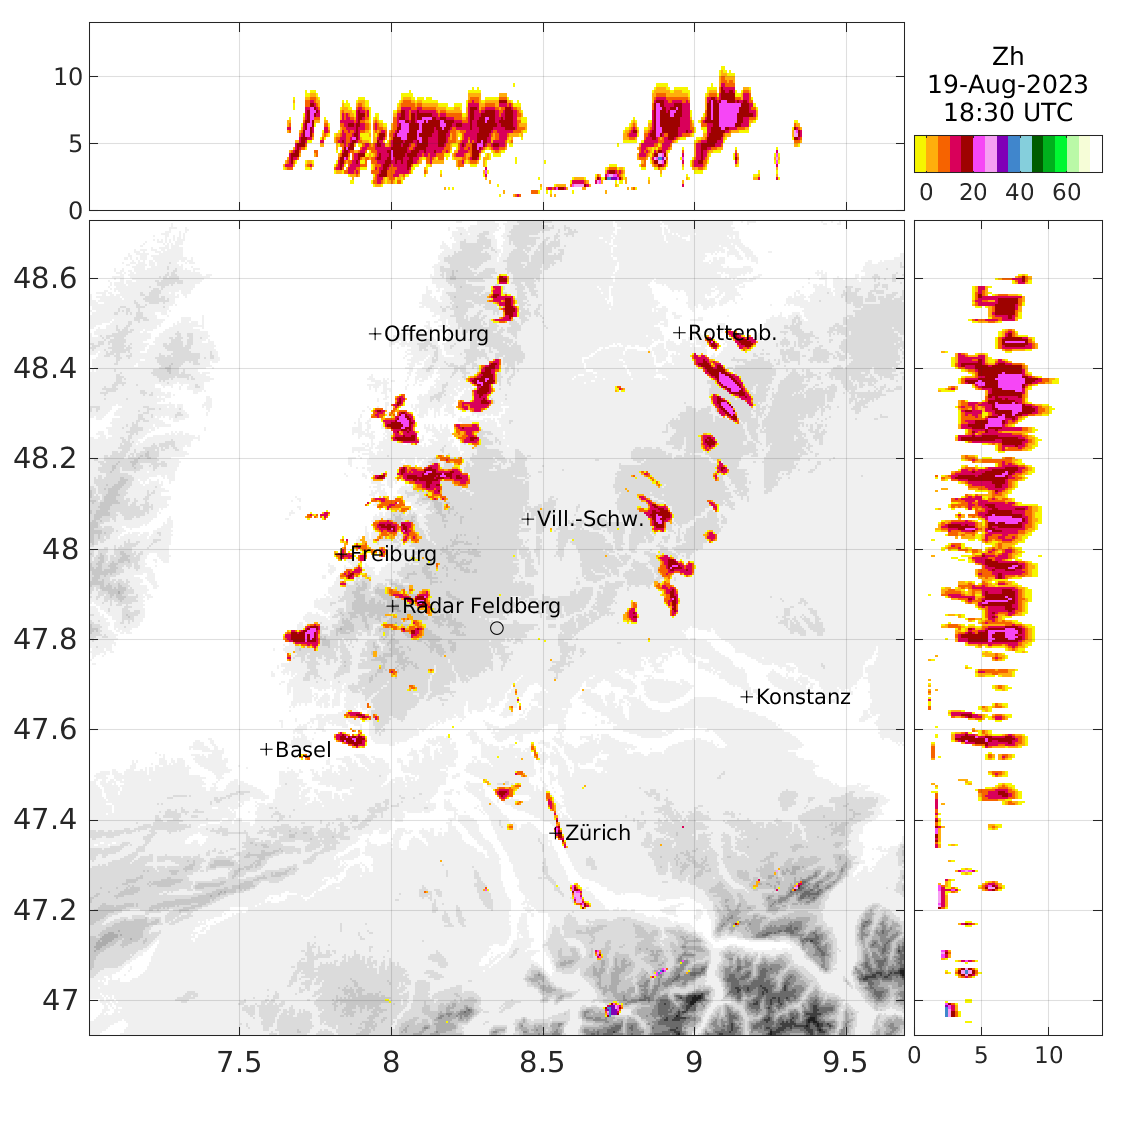 10
5
0
Zh
19-Aug-2023
18:30 UTC
0 20 40 60
48.6
48.4
48.2
48
47.8
47.6
47.4
47.2
47
+Offenburg
+Rottenb.
+Vill.-Schw.
+Freiburg
+Radar Feldberg
+Konstanz
+Basel
+Zürich
7.5 8 8.5 9 9.5
0 5 10